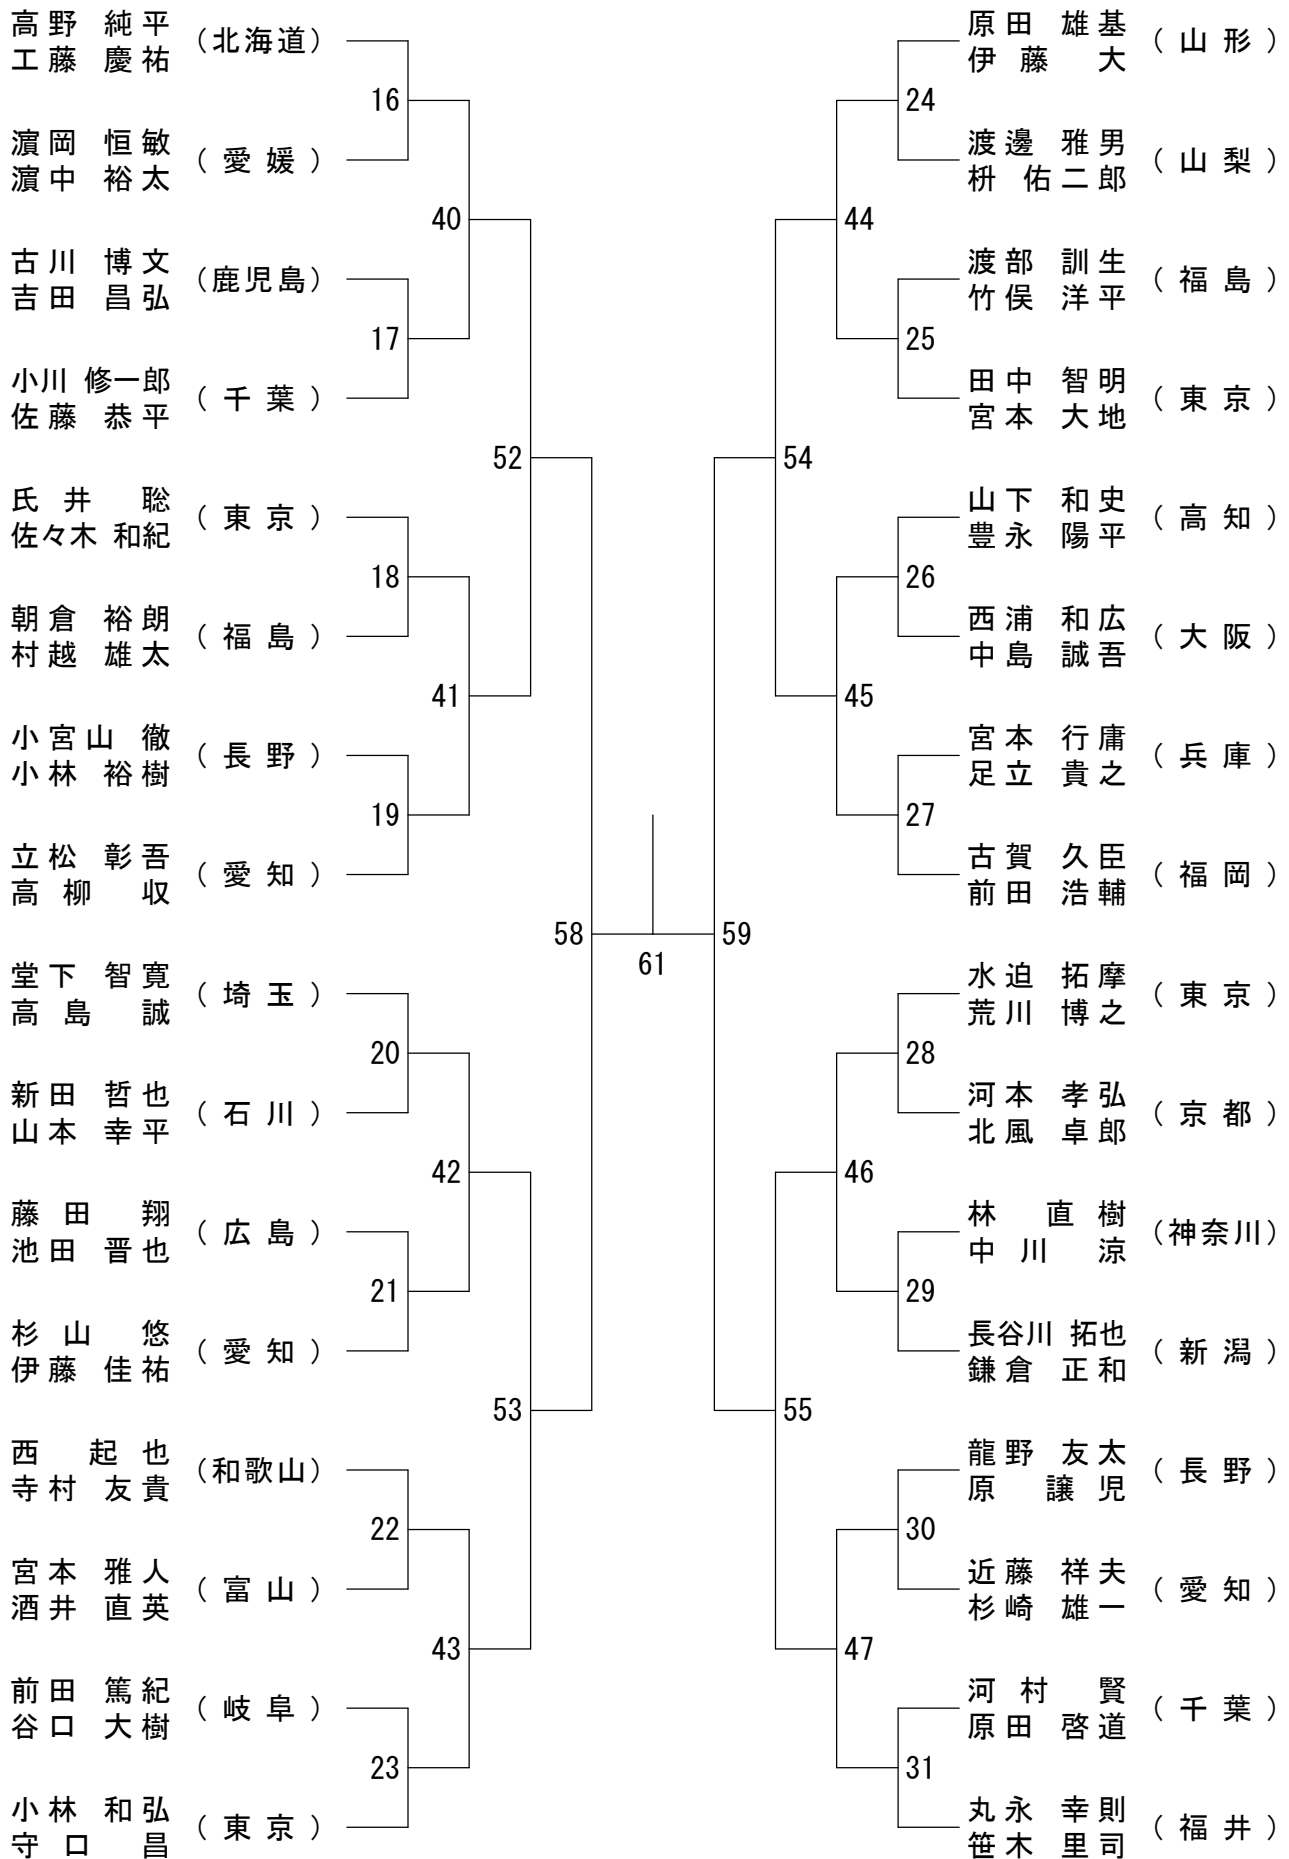 高野 純平
工藤 慶祐
(北海道)
16
濵岡 恒敏
濵中 裕太
(愛媛)
40
古川 博文
吉田 昌弘
(鹿児島)
17
小川 修一郎
佐藤 恭平
(千葉)
52
氏井 聡
佐々木 和紀
(東京)
18
朝倉 裕朗
村越 雄太
(福島)
41
小宮山 徹
小林 裕樹
(長野)
19
立松 彰吾
高柳 収
(愛知)
58
堂下 智寛
高島 誠
(埼玉)
20
新田 哲也
山本 幸平
(石川)
42
藤田 翔
池田 晋也
(広島)
21
杉山 悠
伊藤 佳祐
(愛知)
53
西 起也
寺村 友貴
(和歌山)
22
宮本 雅人
酒井 直英
(富山)
43
前田 篤紀
谷口 大樹
(岐阜)
23
小林 和弘
守口 昌
(東京)
61
原田 雄基
伊藤 大
(山形)
24
渡邊 雅男
枡 佑二郎
(山梨)
44
渡部 訓生
竹俣 洋平
(福島)
25
田中 智明
宮本 大地
(東京)
54
山下 和史
豊永 陽平
(高知)
26
西浦 和広
中島 誠吾
(大阪)
45
宮本 行庸
足立 貴之
(兵庫)
27
古賀 久臣
前田 浩輔
(福岡)
59
水迫 拓摩
荒川 博之
(東京)
28
河本 孝弘
北風 卓郎
(京都)
46
林 直樹
中川 涼
(神奈川)
29
長谷川 拓也
鎌倉 正和
(新潟)
55
龍野 友太
原 譲児
(長野)
30
近藤 祥夫
杉崎 雄一
(愛知)
47
河村 賢
原田 啓道
(千葉)
31
丸永 幸則
笹木 里司
(福井)